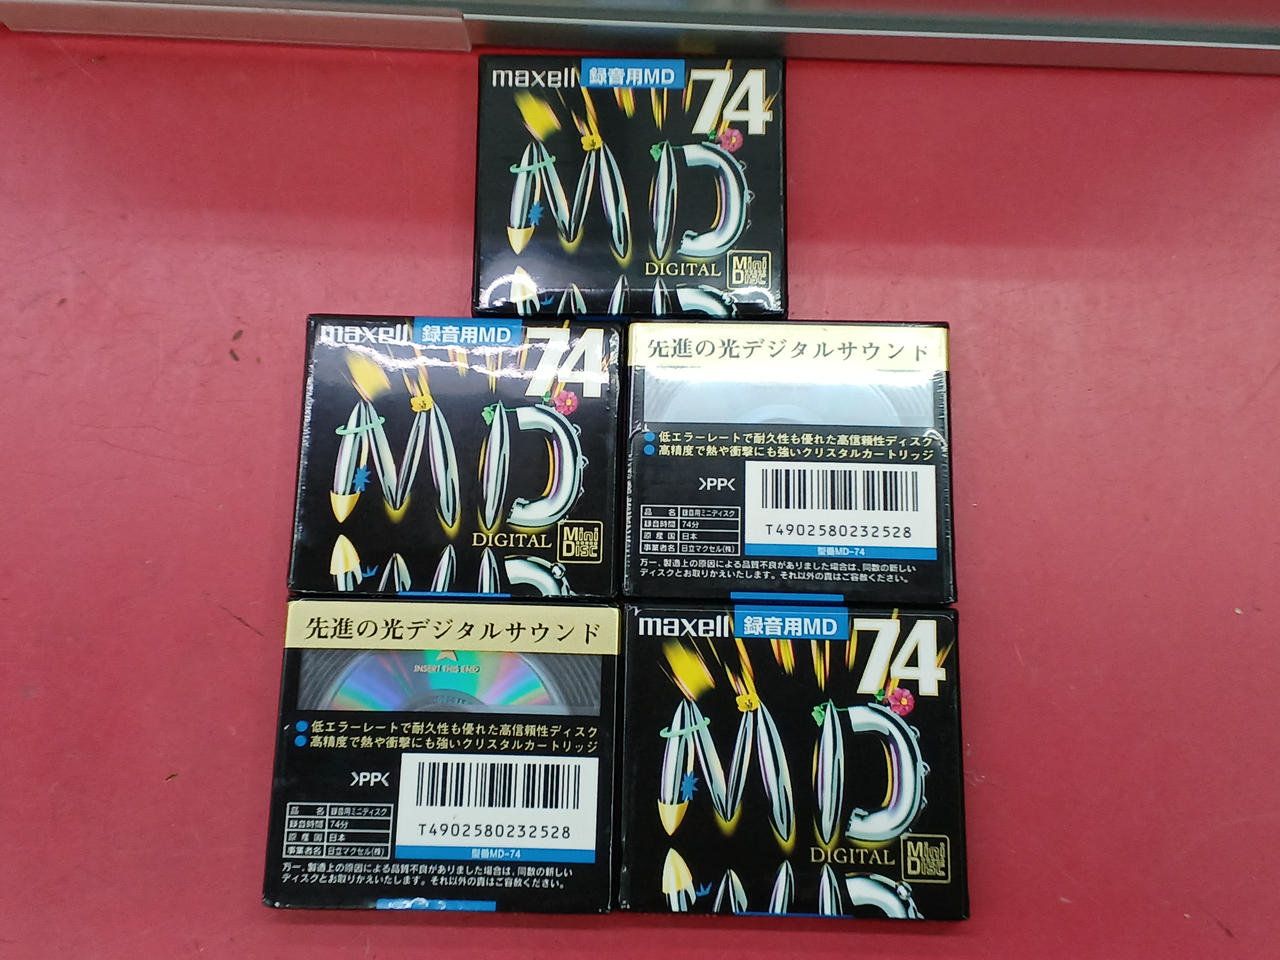 maxell 録音用MD 74
DIGITAL Mini Disc
maxell 録音用MD 74
DIGITAL Mini Disc
先進の光デジタルサウンド
●低エラーレートで耐久性も優れた高信頼性ディスク
●高精度で熱や衝撃にも強いクリスタルカートリッジ
>PP<
品名 録音用ミニディスク
録音時間 74分
原産国 日本
事業者名 日立マクセル(株)
T4902580232528
型番MD-74
万一、製造上の原因による品質不良がありました場合は、同数の新しい
ディスクとお取りかえいたします。それ以外の責はご容赦ください。
先進の光デジタルサウンド
INSERT THIS END
●低エラーレートで耐久性も優れた高信頼性ディスク
●高精度で熱や衝撃にも強いクリスタルカートリッジ
>PP<
品名 録音用ミニディスク
録音時間 74分
原産国 日本
事業者名 日立マクセル(株)
T4902580232528
型番MD-74
万一、製造上の原因による品質不良がありました場合は、同数の新しい
ディスクとお取りかえいたします。それ以外の責はご容赦ください。
maxell 録音用MD 74
DIGITAL Mini Disc